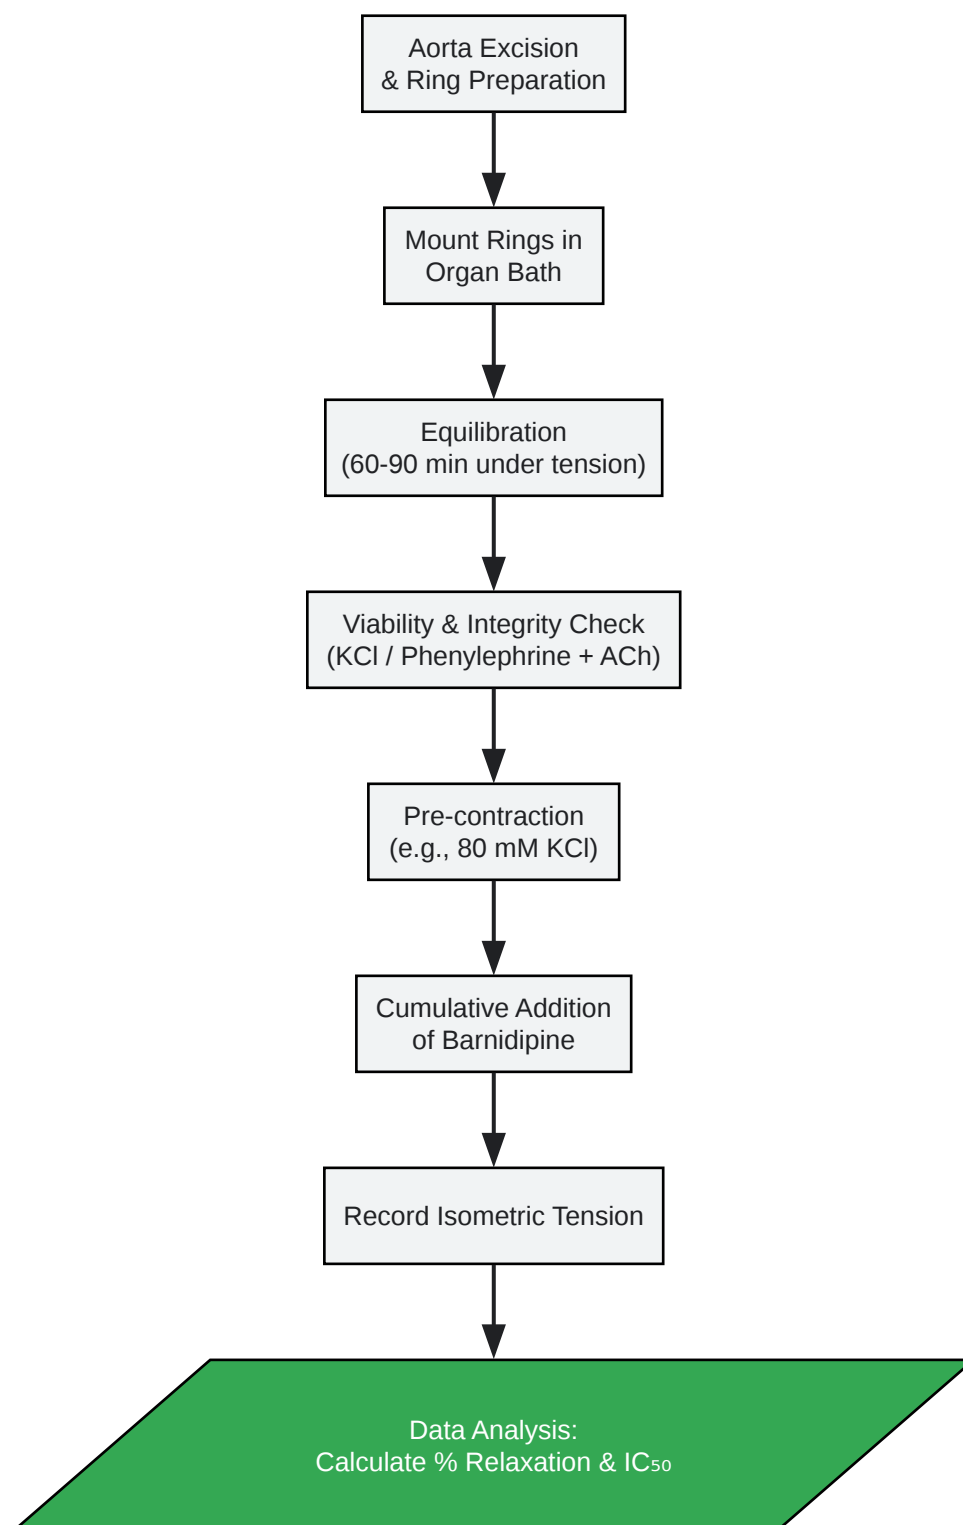 Aorta Excision
& Ring Preparation
Mount Rings in
Organ Bath
Equilibration
(60-90 min under tension)
Viability & Integrity Check
(KCl / Phenylephrine + ACh)
Pre-contraction
(e.g., 80 mM KCl)
Cumulative Addition
of Barnidipine
Record Isometric Tension
Data Analysis:
Calculate % Relaxation & IC₅₀